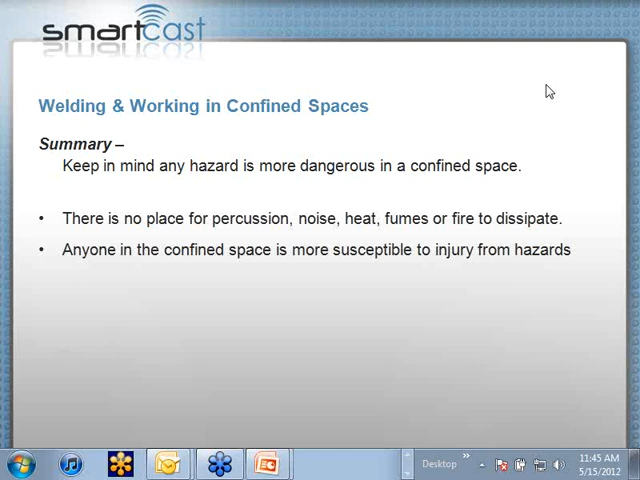 smartcast
Welding & Working in Confined Spaces
Summary –
Keep in mind any hazard is more dangerous in a confined space.
• There is no place for percussion, noise, heat, fumes or fire to dissipate.
• Anyone in the confined space is more susceptible to injury from hazards
Desktop
11:45 AM
5/15/2012